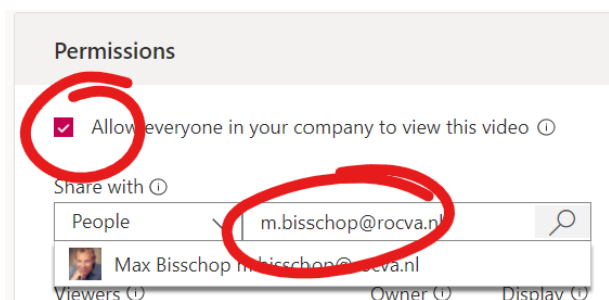 Permissions
Allow everyone in your company to view this video
Share with
People m.bisschop@rocva.nl
Max Bisschop m.bisschop@rocva.nl
Viewers Owner Display